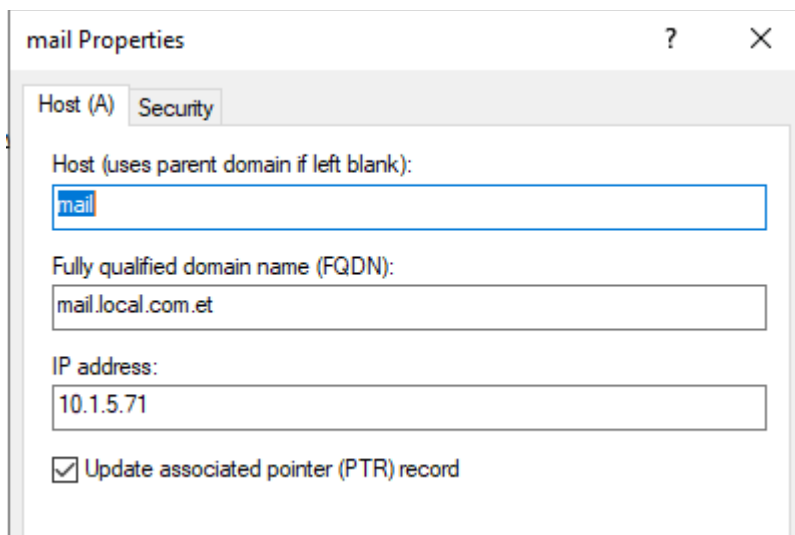 mail Properties
?
Host (A)
Security
Host (uses parent domain if left blank):
mail
Fully qualified domain name (FQDN):
mail.local.com.et
IP address:
10.1.5.71
Update associated pointer (PTR) record